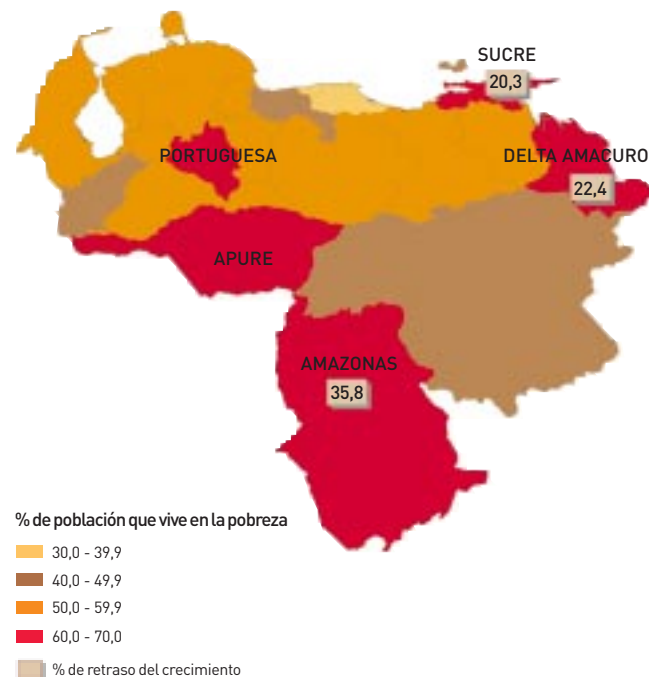 SUCRE
20,3
PORTUGUESA
DELTA AMACURO
22,4
APURE
AMAZONAS
35,8
% de población que vive en la pobreza
30,0 - 39,9
40,0 - 49,9
50,0 - 59,9
60,0 - 70,0
% de retraso del crecimiento